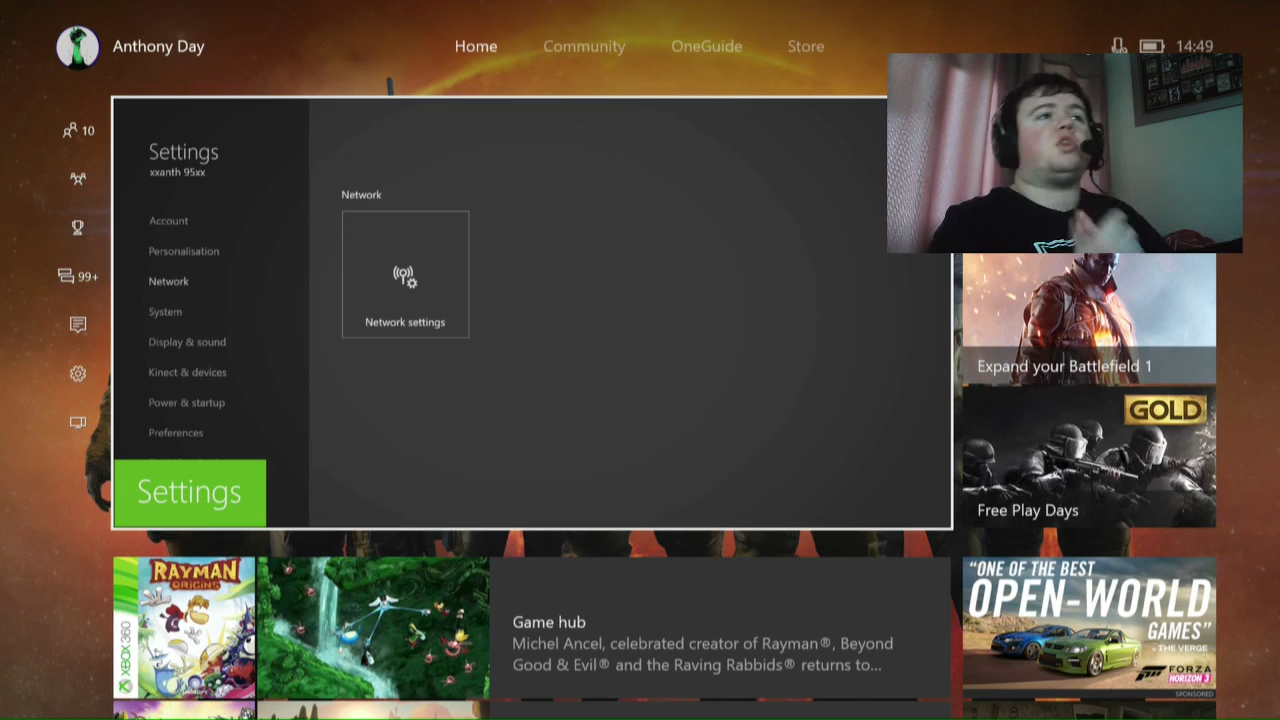 Anthony Day
Home
Community
OneGuide
Store
14:49
10
99+
Settings
xxanth 95xx
Account
Personalisation
Network
System
Display & sound
Kinect & devices
Power & startup
Preferences
Settings
Network
Network settings
Expand your Battlefield 1
GOLD
Free Play Days
XBOX 360
RAYMAN
ORIGINS
UBISOFT
Game hub
Michel Ancel, celebrated creator of Rayman®, Beyond
Good & Evil® and the Raving Rabbids® returns to...
"ONE OF THE BEST
OPEN-WORLD
GAMES"
- THE VERGE
FORZA
HORIZON 3
SPONSORED